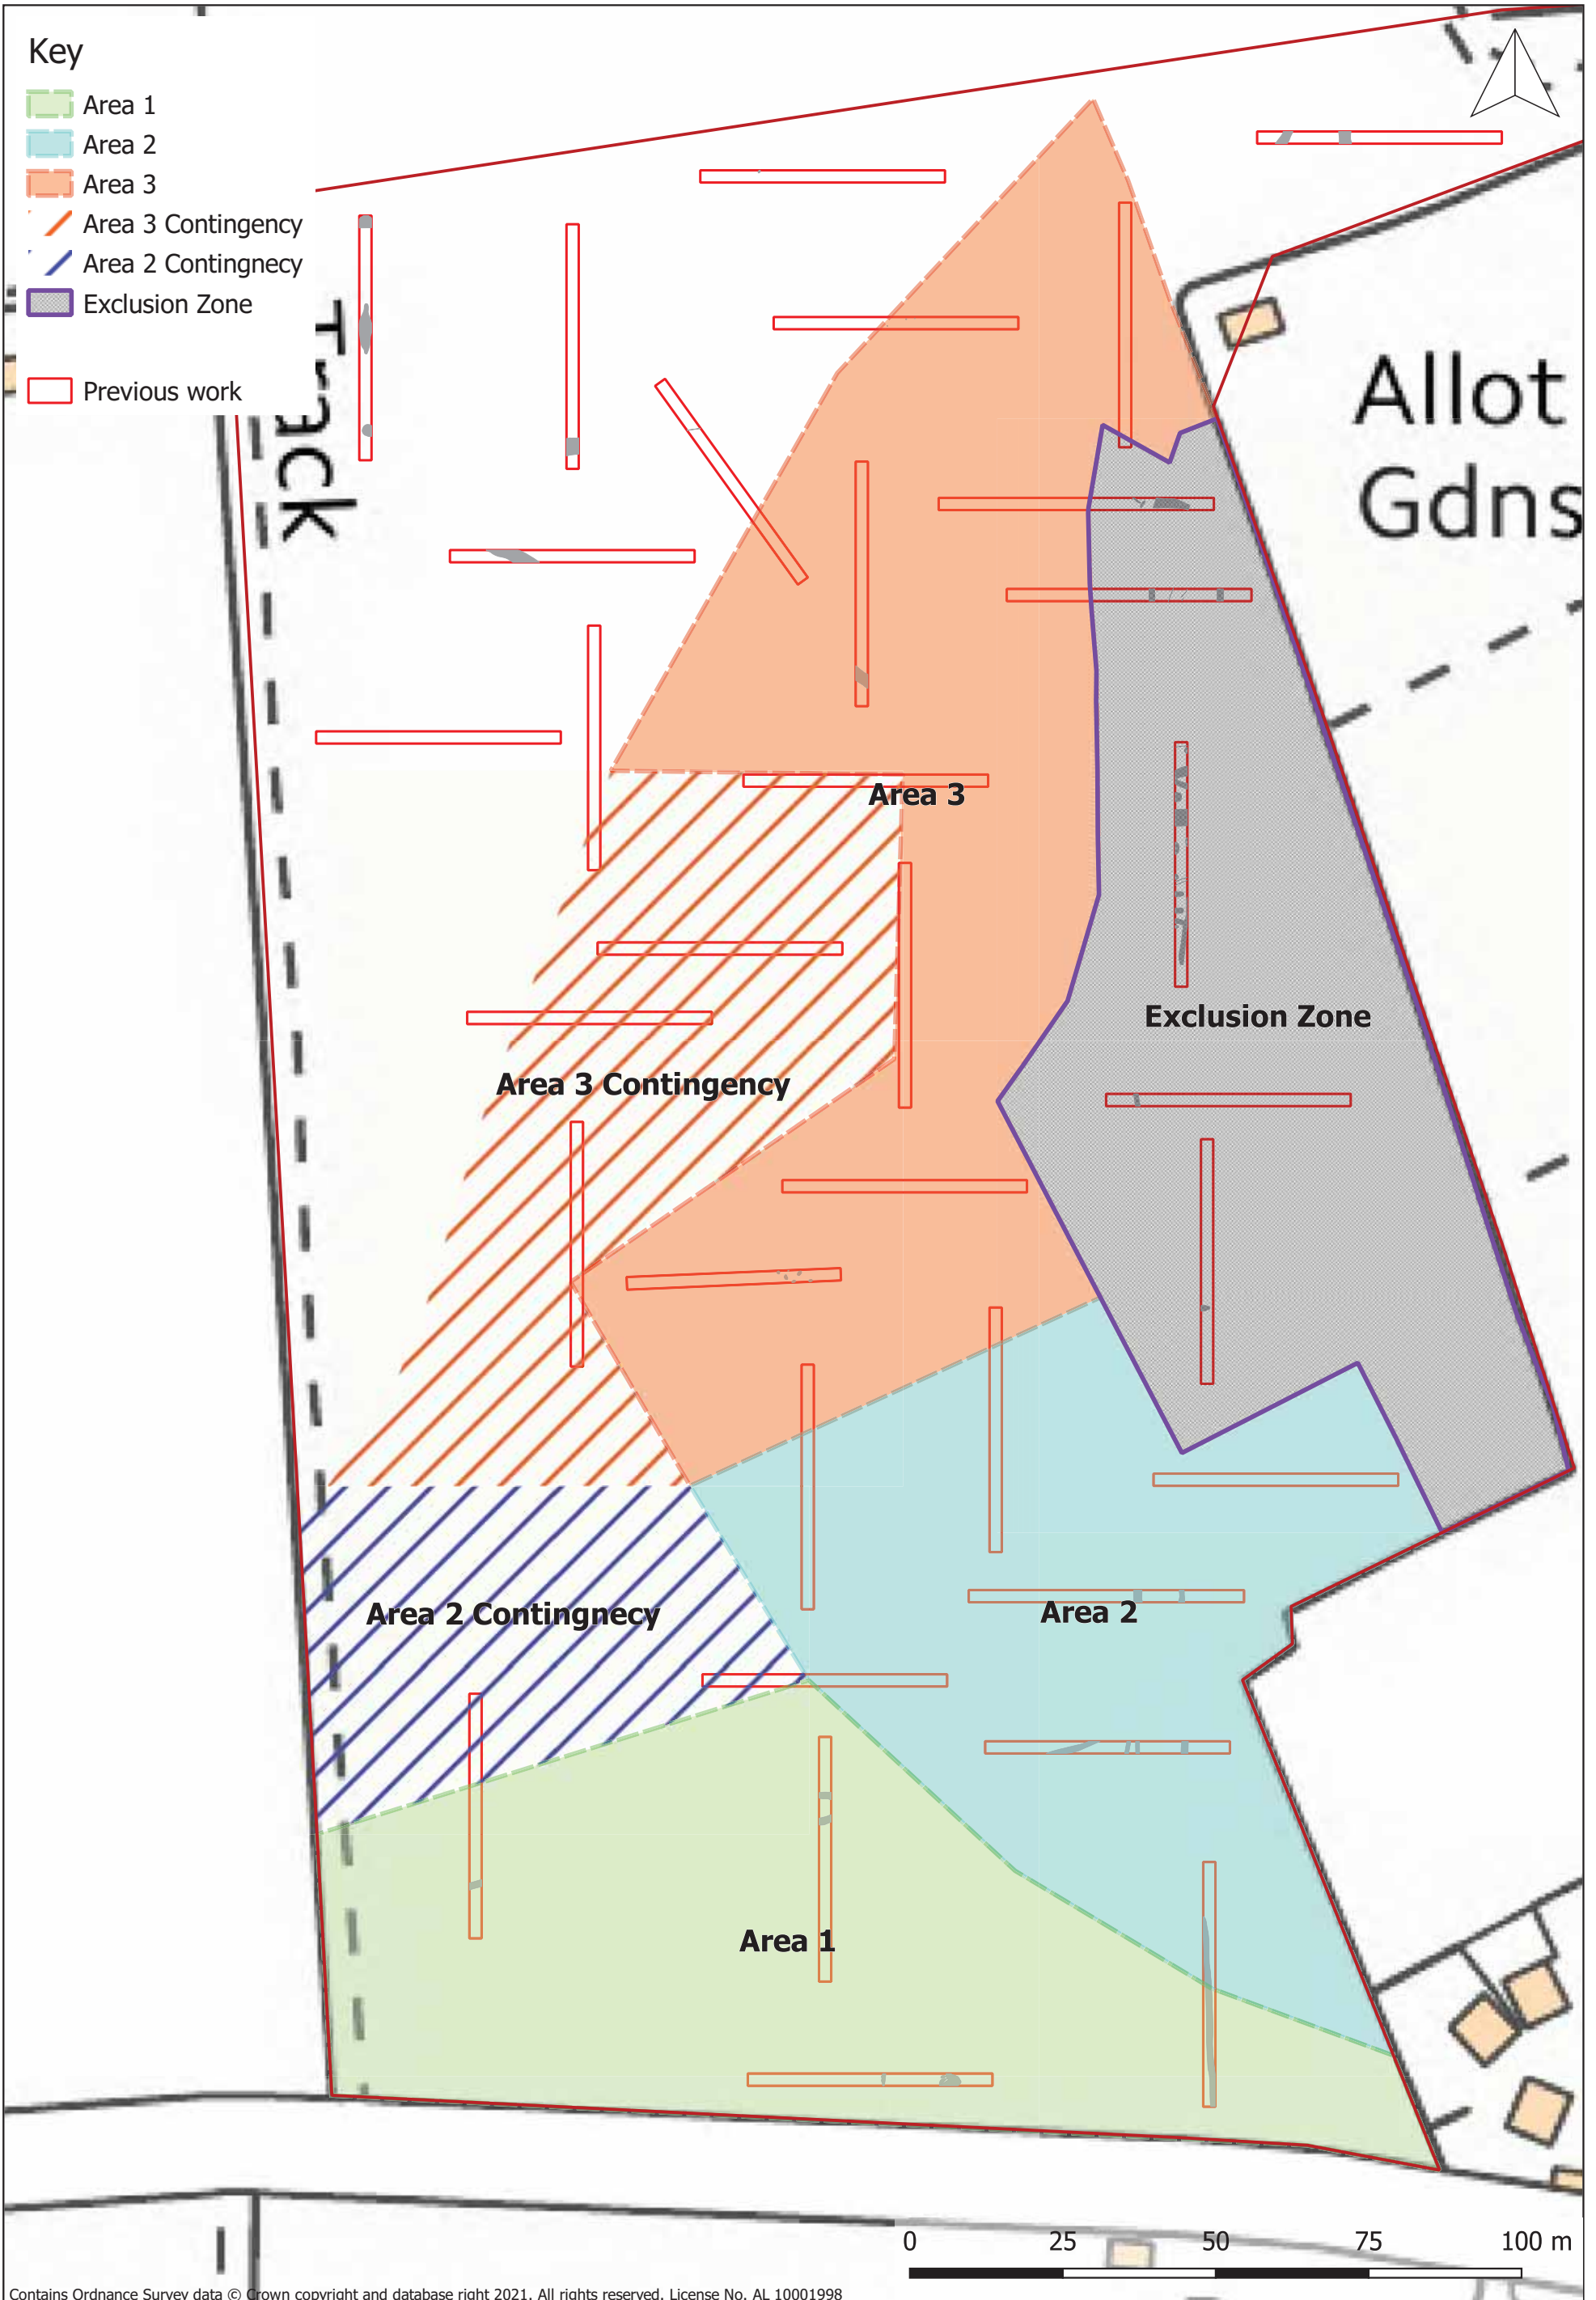 Key
Area 1
Area 2
Area 3
Area 3 Contingency
Area 2 Contingnecy
Exclusion Zone
Previous work
Track
Allot
Gdns
Area 3
Exclusion Zone
Area 3 Contingency
Area 2 Contingnecy
Area 2
Area 1
0 25 50 75 100 m
Contains Ordnance Survey data © Crown copyright and database right 2021. All rights reserved. License No. AL 10001998